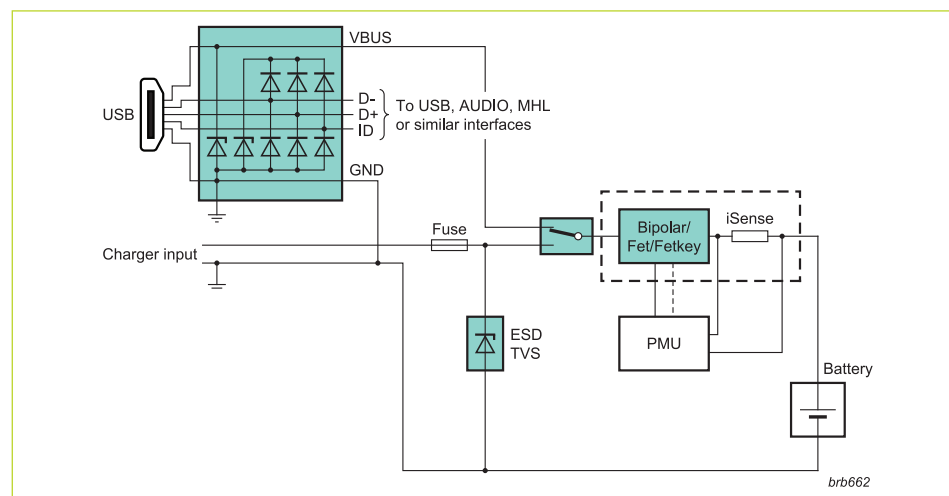 VBUS
USB
D-
D+
ID
To USB, AUDIO, MHL
or similar interfaces
GND
Fuse
Charger input
Bipolar/
Fet/Fetkey
iSense
ESD
TVS
PMU
Battery
brb662